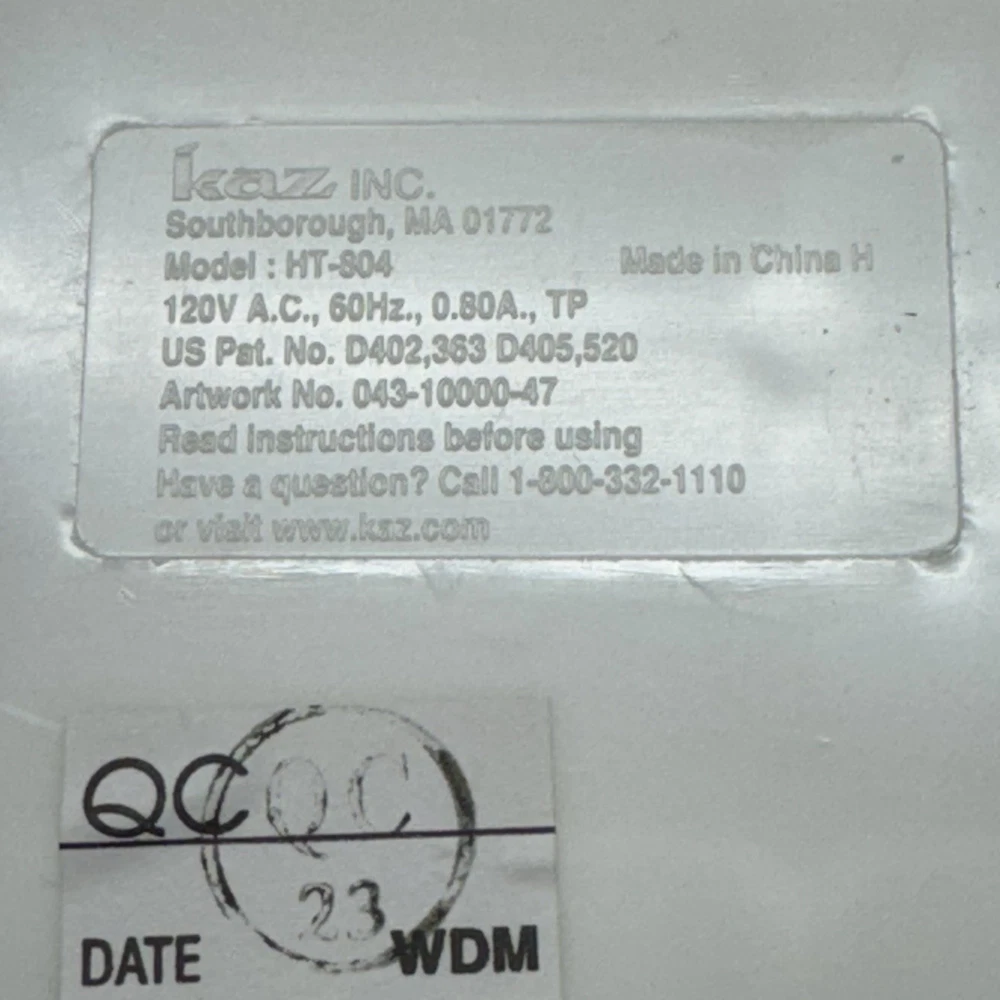 kaz INC.
Southborough, MA 01772
Model : HT-804
Made in China H
120V A.C., 60Hz., 0.80A., TP
US Pat. No. D402,363 D405,520
Artwork No. 043-10000-47
Read Instructions before using
Have a question? Call 1-800-332-1110
or visit www.kaz.com
QC QC
23
DATE WDM